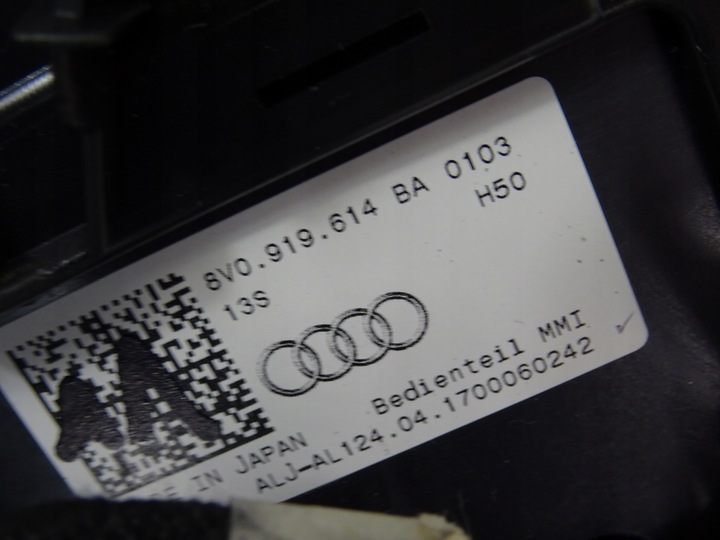 8V0.919.614 BA 0103
13S H50
Bedienteil MMI
IN JAPAN ALJ-AL124.04.1700060242